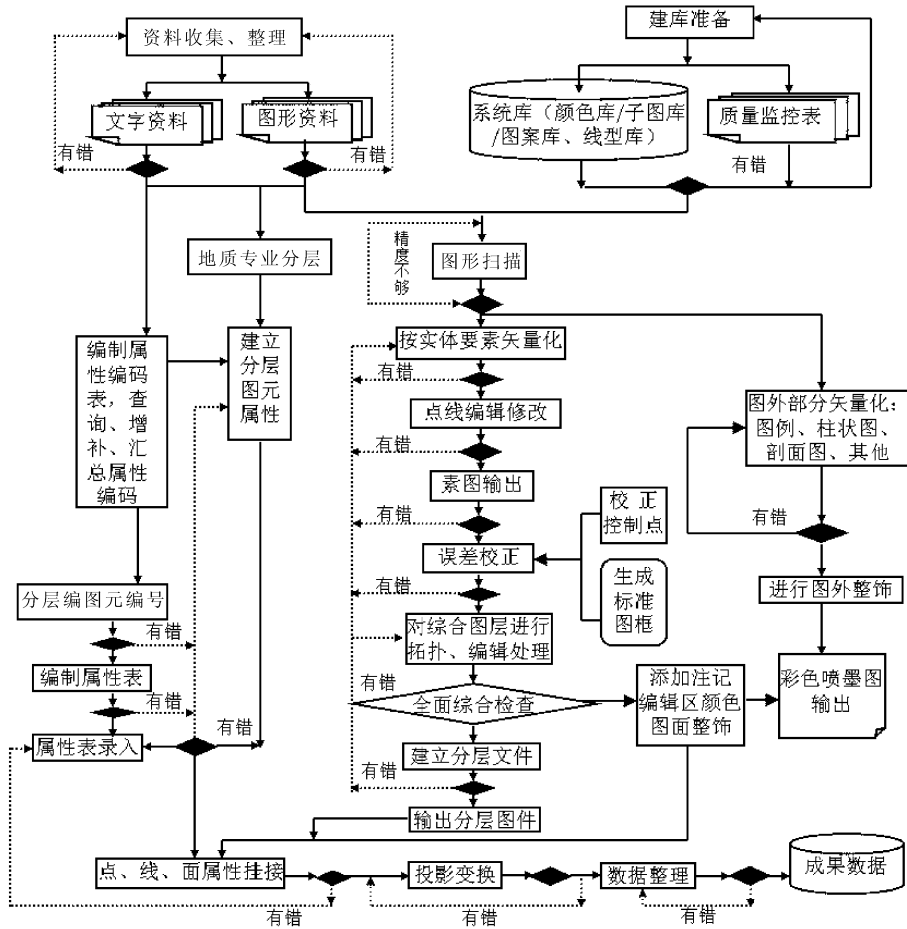 资料收集、整理
建库准备
文字资料
图形资料
系统库（颜色库/子图库
/图案库、线型库）
质量监控表
有错
有错
有错
地质专业分层
精度不够
图形扫描
编制属
性编码
表，查
询、增
补、汇
总属性
编码
建立
分层
图元
属性
按实体要素矢量化
有错
点线编辑修改
有错
素图输出
有错
误差校正
有错
校 正
控制点
生成
标准
图框
图外部分矢量化：
图例、柱状图、
剖面图、其他
有错
进行图外整饰
分层编图元编号
有错
编制属性表
有错
属性表录入
有错
对综合图层进行
拓扑、编辑处理
有错
全面综合检查
添加注记
编辑区颜色
图面整饰
彩色喷墨图
输出
建立分层文件
有错
输出分层图件
点、线、面属性挂接
投影变换
数据整理
成果数据
有错
有错
有错